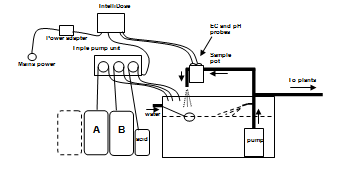 IntelliDose
EC and pH
probes
Power adapter
Triple pump unit
Sample
pot
Mains power
To plants
water
A
B
acid
pump